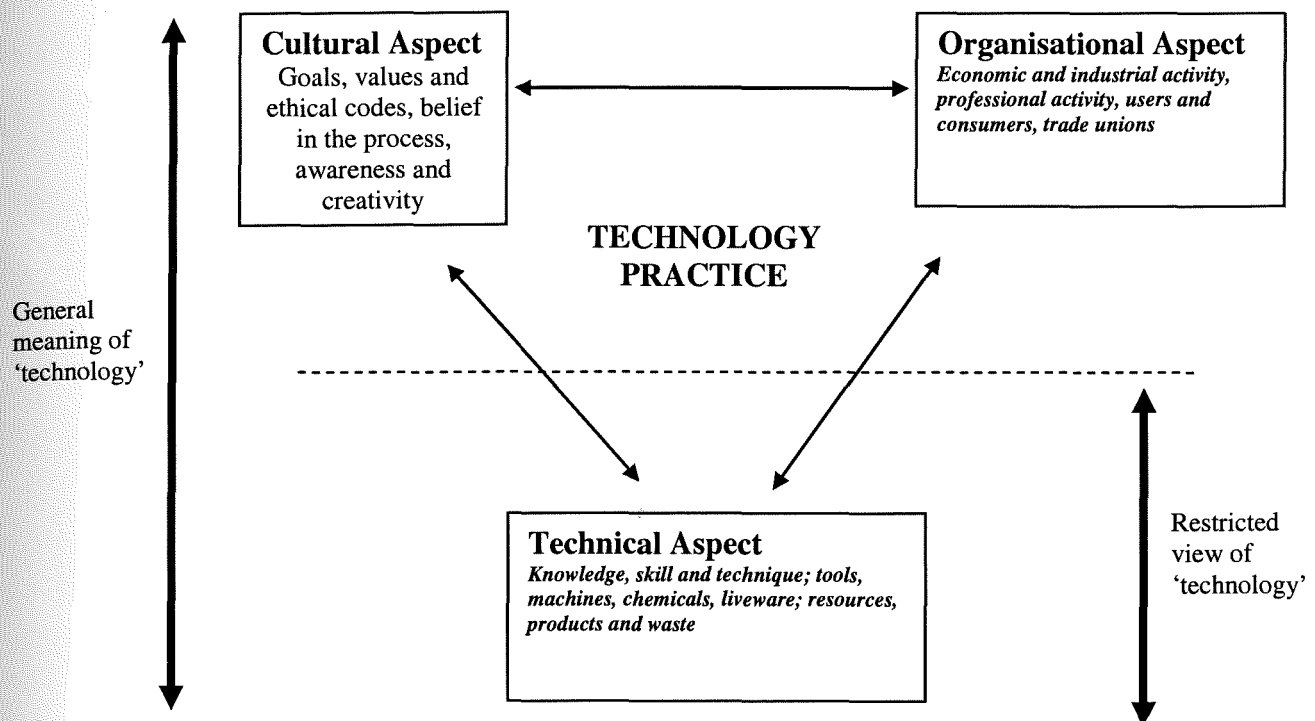 Cultural Aspect
Goals, values and
ethical codes, belief
in the process,
awareness and
creativity
Organisational Aspect
Economic and industrial activity,
professional activity, users and
consumers, trade unions
TECHNOLOGY
PRACTICE
General
meaning of
‘technology’
Technical Aspect
Knowledge, skill and technique; tools,
machines, chemicals, liveware; resources,
products and waste
Restricted
view of
‘technology’